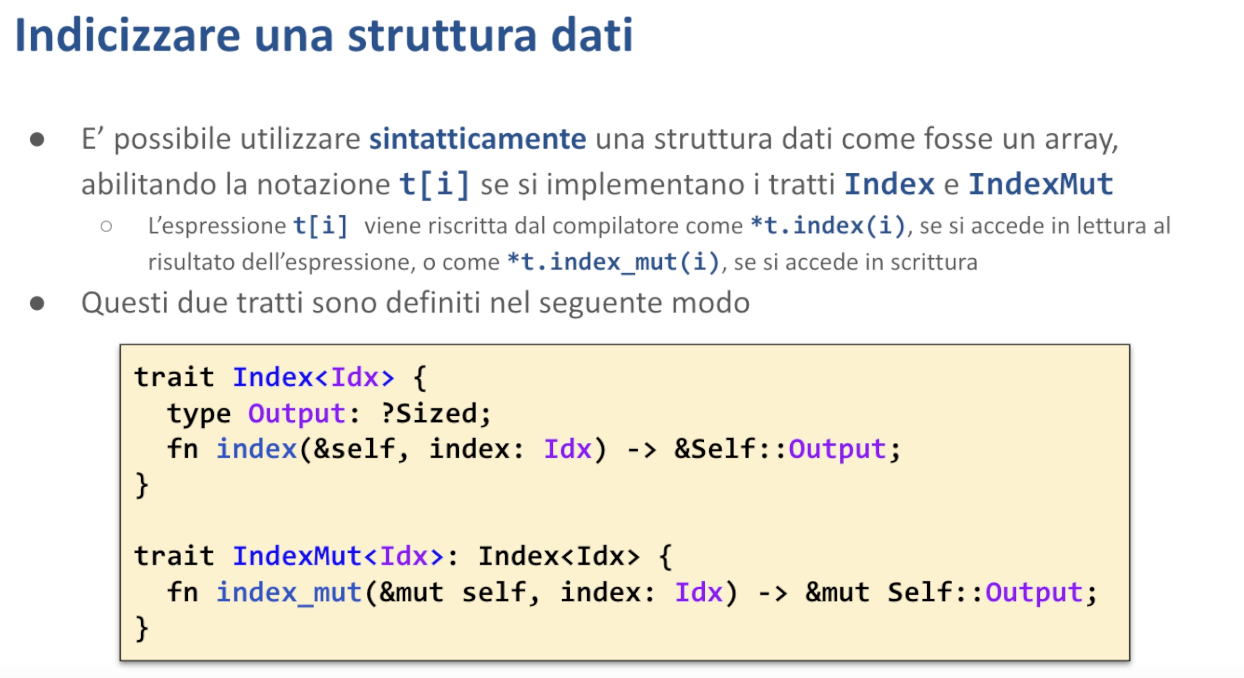 Indicizzare una struttura dati
● E’ possibile utilizzare sintatticamente una struttura dati come fosse un array,
abilitando la notazione t[i] se si implementano i tratti Index e IndexMut
○ L’espressione t[i] viene riscritta dal compilatore come *t.index(i), se si accede in lettura al
risultato dell’espressione, o come *t.index_mut(i), se si accede in scrittura
● Questi due tratti sono definiti nel seguente modo
trait Index<Idx> {
  type Output: ?Sized;
  fn index(&self, index: Idx) -> &Self::Output;
}
trait IndexMut<Idx>: Index<Idx> {
  fn index_mut(&mut self, index: Idx) -> &mut Self::Output;
}